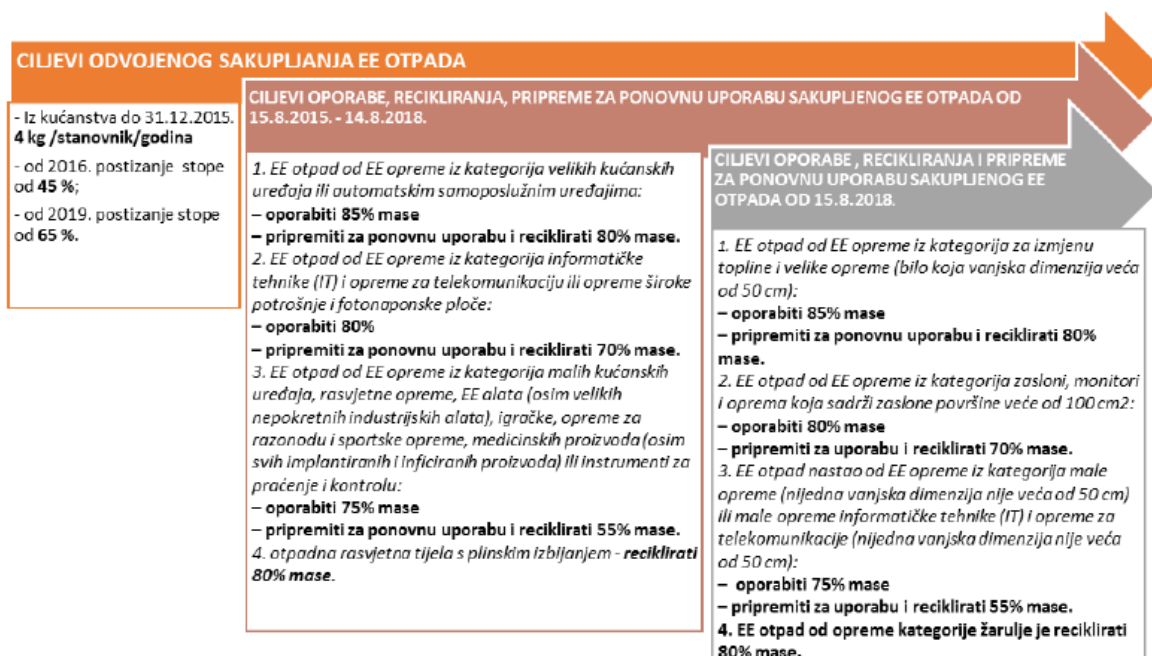 CILJEVI ODVOJENOG SAKUPLJANJA EE OTPADA
- Iz kućanstva do 31.12.2015.
4 kg /stanovnik/godina
- od 2016. postizanje stope
od 45 %;
- od 2019. postizanje stope
od 65 %.
CILJEVI OPORABE, RECIKLIRANJA, PRIPREME ZA PONOVNU UPORABU SAKUPLJENOG EE OTPADA OD
15.8.2015. - 14.8.2018.
1. EE otpad od EE opreme iz kategorija velikih kućanskih
uređaja ili automatskim samoposlužnim uređajima:
– oporabiti 85% mase
– pripremiti za ponovnu uporabu i reciklirati 80% mase.
2. EE otpad od EE opreme iz kategorija informatičke
tehnike (IT) i opreme za telekomunikaciju ili opreme široke
potrošnje i fotonaponske ploče:
– oporabiti 80%
– pripremiti za ponovnu uporabu i reciklirati 70% mase.
3. EE otpad od EE opreme iz kategorija malih kućanskih
uređaja, rasvjetne opreme, EE alata (osim velikih
nepokretnih industrijskih alata), igračke, opreme za
razonodu i sportske opreme, medicinskih proizvoda (osim
svih implantiranih i inficiranih proizvoda) ili instrumenti za
praćenje i kontrolu:
– oporabiti 75% mase
– pripremiti za ponovnu uporabu i reciklirati 55% mase.
4. otpadna rasvjetna tijela s plinskim izbijanjem - reciklirati
80% mase.
CILJEVI OPORABE , RECIKLIRANJA I PRIPREME
ZA PONOVNU UPORABU SAKUPLJENOG EE
OTPADA OD 15.8.2018.
1. EE otpad od EE opreme iz kategorija za izmjenu
topline i velike opreme (bilo koja vanjska dimenzija veća
od 50 cm):
– oporabiti 85% mase
– pripremiti za ponovnu uporabu i reciklirati 80%
mase.
2. EE otpad od EE opreme iz kategorija zasloni, monitori
i oprema koja sadrži zaslone površine veće od 100 cm2:
– oporabiti 80% mase
– pripremiti za uporabu i reciklirati 70% mase.
3. EE otpad nastao od EE opreme iz kategorija male
opreme (nijedna vanjska dimenzija nije veća od 50 cm)
ili male opreme informatičke tehnike (IT) i opreme za
telekomunikacije (nijedna vanjska dimenzija nije veća
od 50 cm):
– oporabiti 75% mase
– pripremiti za uporabu i reciklirati 55% mase.
4. EE otpad od opreme kategorije žarulje je reciklirati
80% mase.